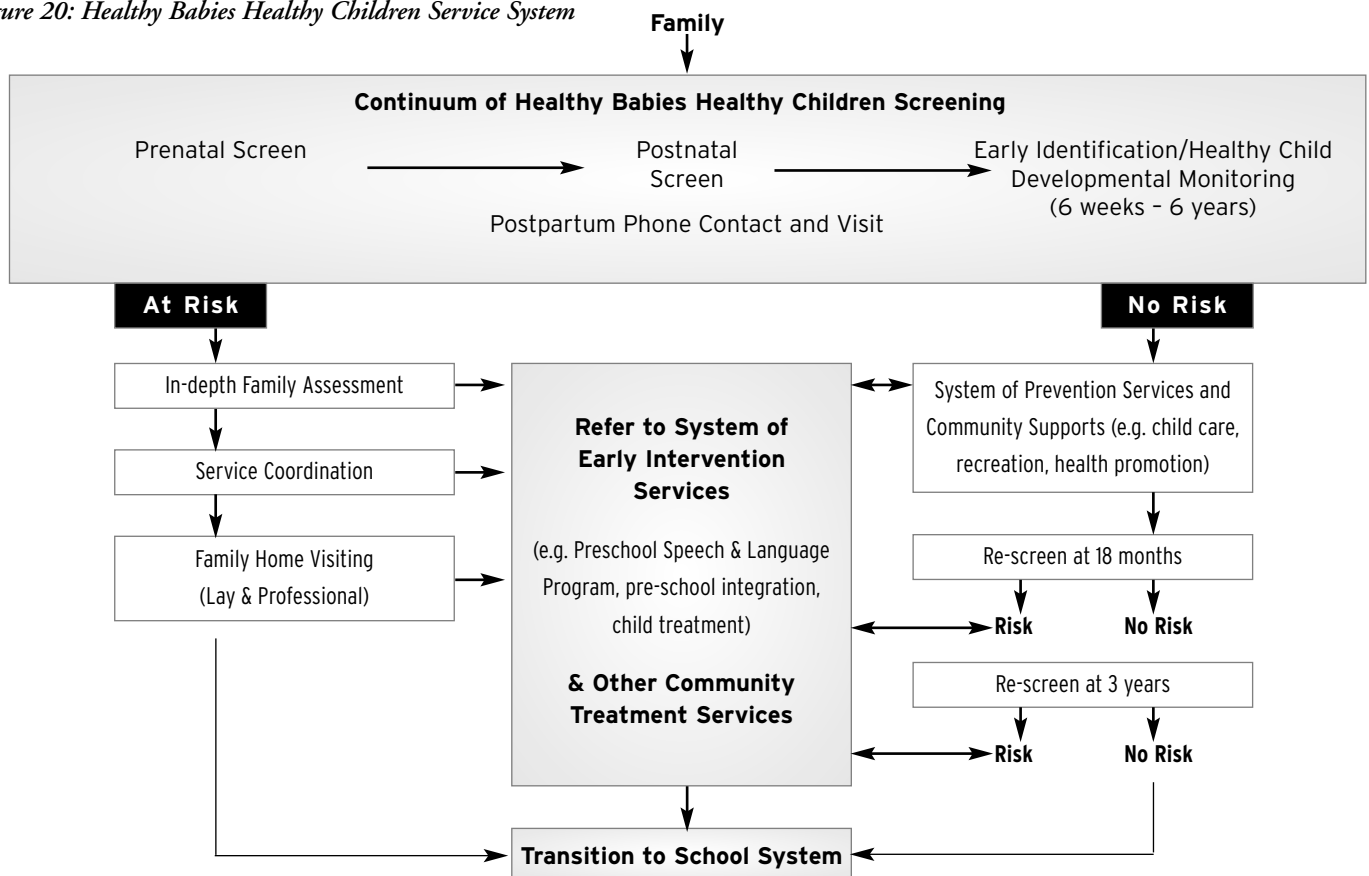 ure 20: Healthy Babies Healthy Children Service System
Family
Continuum of Healthy Babies Healthy Children Screening
Prenatal Screen
Postnatal
Screen
Early Identification/Healthy Child
Developmental Monitoring
(6 weeks – 6 years)
Postpartum Phone Contact and Visit
At Risk
No Risk
In-depth Family Assessment
Service Coordination
Family Home Visiting
(Lay & Professional)
Refer to System of
Early Intervention
Services
(e.g. Preschool Speech & Language
Program, pre-school integration,
child treatment)
& Other Community
Treatment Services
System of Prevention Services and
Community Supports (e.g. child care,
recreation, health promotion)
Re-screen at 18 months
Risk
No Risk
Re-screen at 3 years
Risk
No Risk
Transition to School System